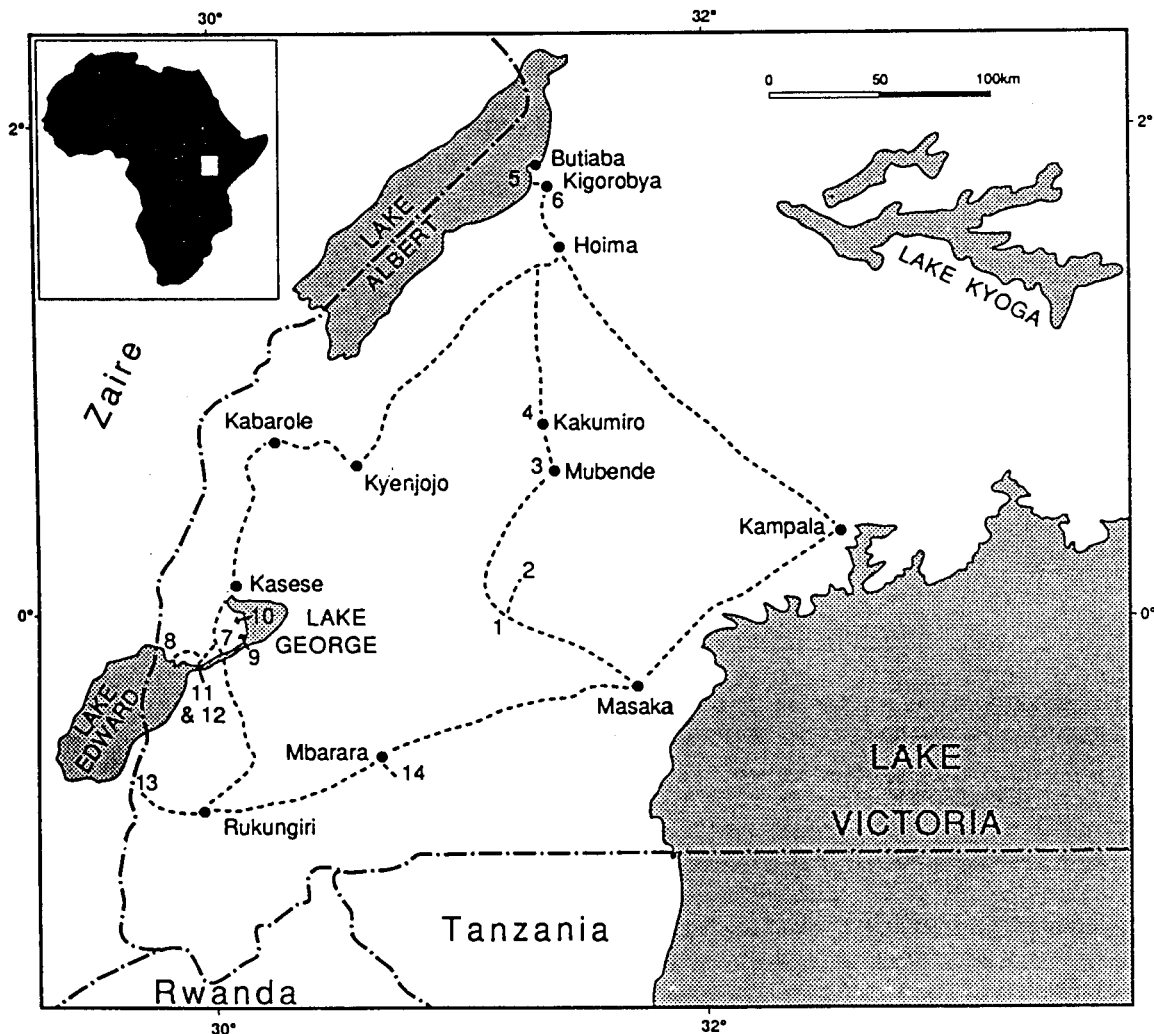 30°
32°
0
50
100km
2°
2°
Butiaba
5
Kigorobya
6
LAKE
ALBERT
Hoima
LAKE KYOGA
Zaire
4
Kakumiro
Kabarole
3
Mubende
Kyenjojo
Kampala
Kasese
2
0°
10
LAKE
0°
1
8
7
GEORGE
9
11
& 12
Masaka
LAKE
EDWARD
Mbarara
14
13
LAKE
VICTORIA
Rukungiri
Tanzania
Rwanda
30°
32°